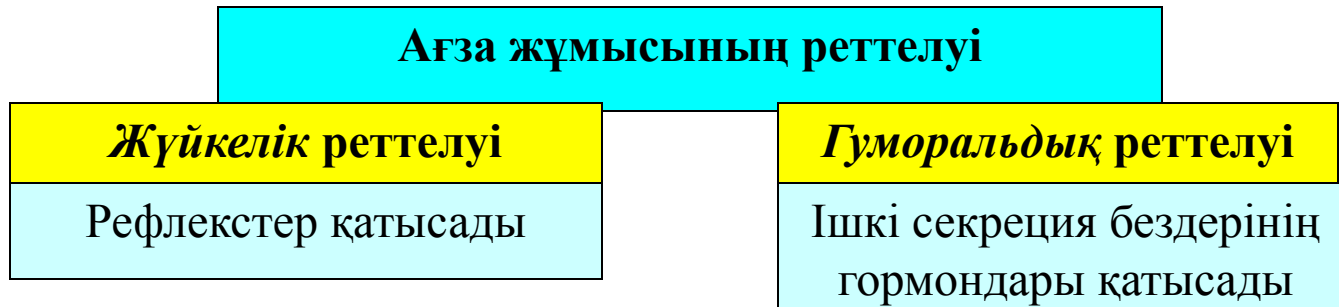 Ағза жұмысының реттелуі
Жүйкелік реттелуі
Рефлекстер қатысады
Гуморальдық реттелуі
Ішкі секреция бездерінің
гормондары қатысады